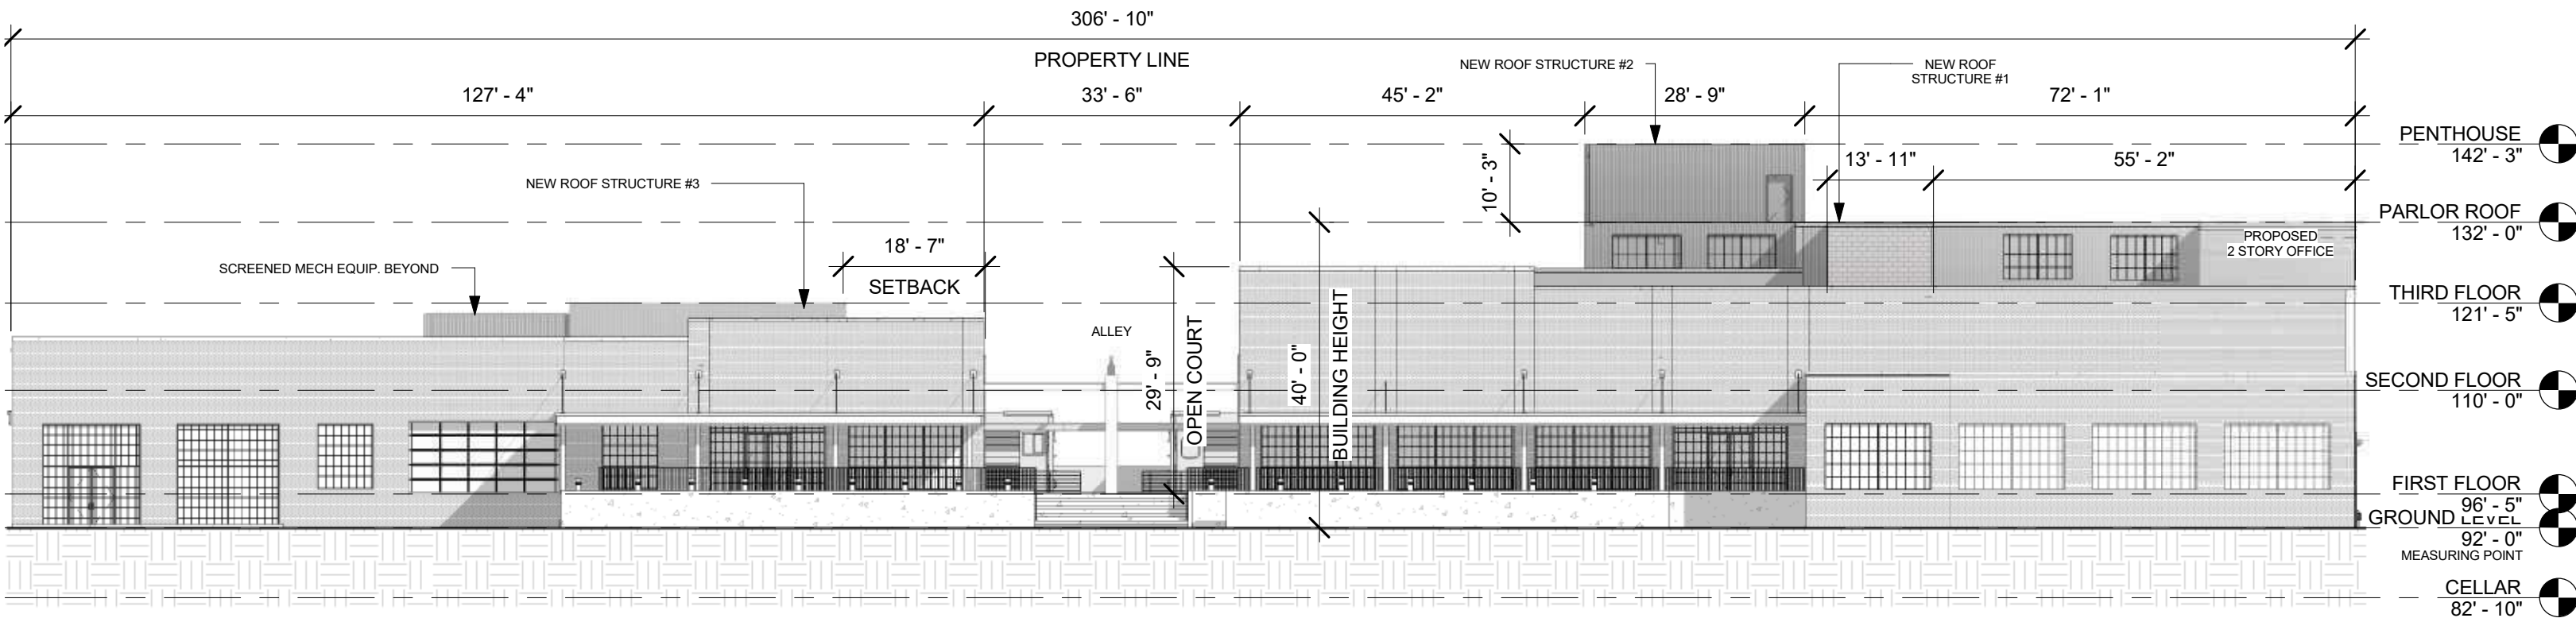 306' - 10"
PROPERTY LINE
127' - 4"
33' - 6"
45' - 2"
28' - 9"
72' - 1"
NEW ROOF STRUCTURE #2
NEW ROOF
STRUCTURE #1
PENTHOUSE
142' - 3"
10' - 3"
13' - 11"
55' - 2"
NEW ROOF STRUCTURE #3
PARLOR ROOF
132' - 0"
18' - 7"
SETBACK
SCREENED MECH EQUIP. BEYOND
PROPOSED
2 STORY OFFICE
THIRD FLOOR
121' - 5"
ALLEY
29' - 9"
OPEN COURT
40' - 0"
BUILDING HEIGHT
SECOND FLOOR
110' - 0"
FIRST FLOOR
96' - 5"
GROUND LEVEL
92' - 0"
MEASURING POINT
CELLAR
82' - 10"